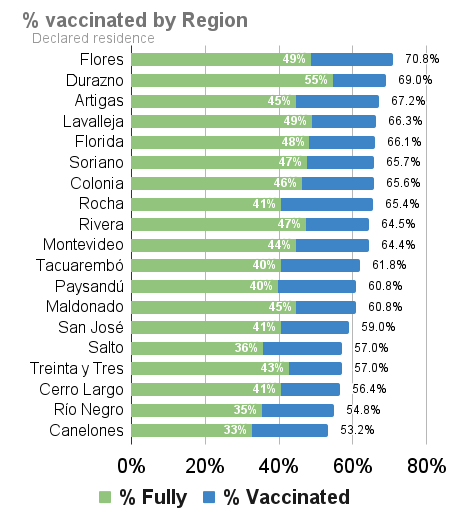 % vaccinated by Region
Declared residence
Flores 49% 70.8%
Durazno 55% 69.0%
Artigas 45% 67.2%
Lavalleja 49% 66.3%
Florida 48% 66.1%
Soriano 47% 65.7%
Colonia 46% 65.6%
Rocha 41% 65.4%
Rivera 47% 64.5%
Montevideo 44% 64.4%
Tacuarembó 40% 61.8%
Paysandú 40% 60.8%
Maldonado 45% 60.8%
San José 41% 59.0%
Salto 36% 57.0%
Treinta y Tres 43% 57.0%
Cerro Largo 41% 56.4%
Río Negro 35% 54.8%
Canelones 33% 53.2%
0% 20% 40% 60% 80%
% Fully % Vaccinated